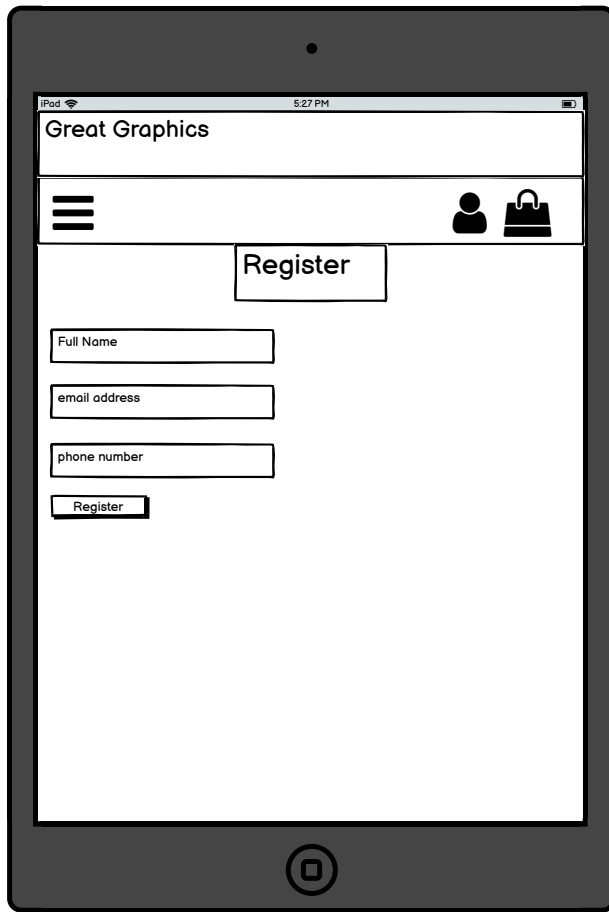 iPad 5:27 PM
Great Graphics
Register
Full Name
email address
phone number
Register